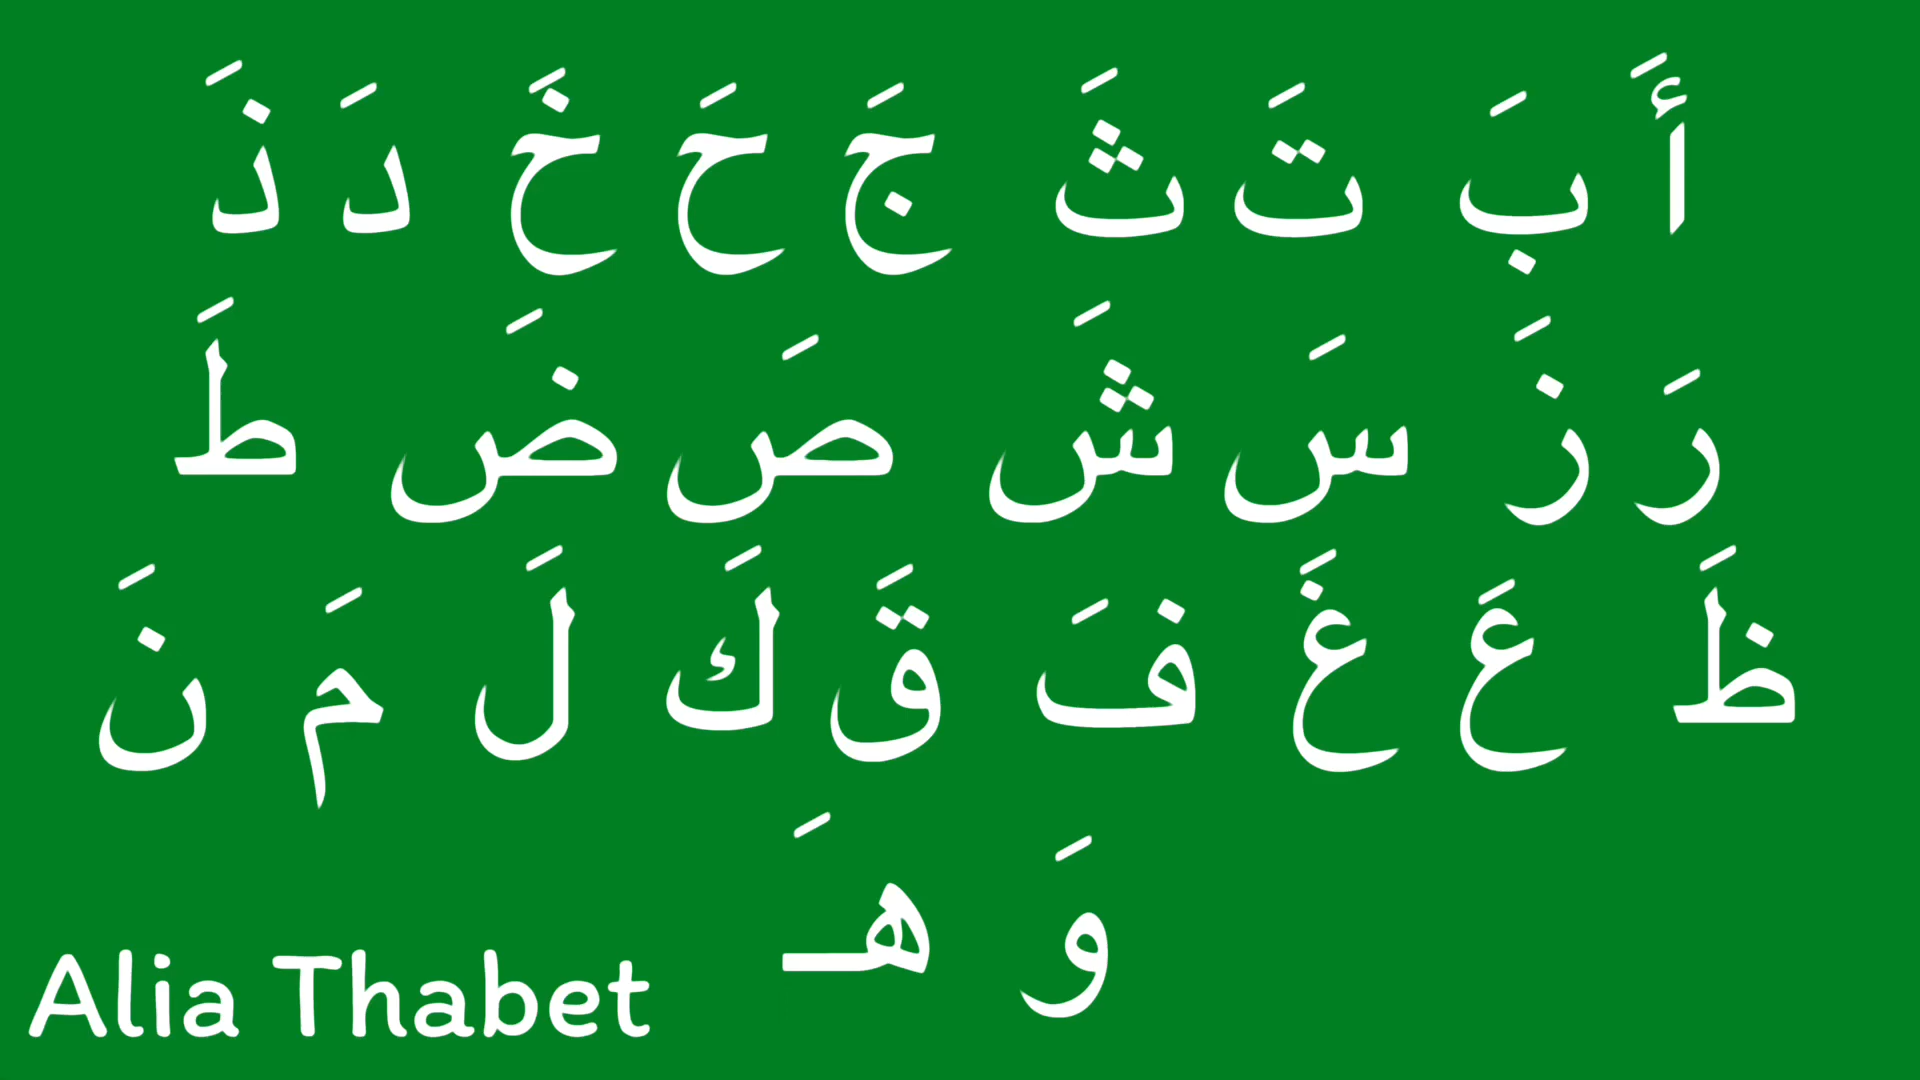 أَ بَ تَ ثَ جَ حَ خَ دَ ذَ
رَ زَ سَ شَ صَ ضَ طَ
ظَ عَ غَ فَ قَ كَ لَ مَ نَ
وَ هَـ
Alia Thabet